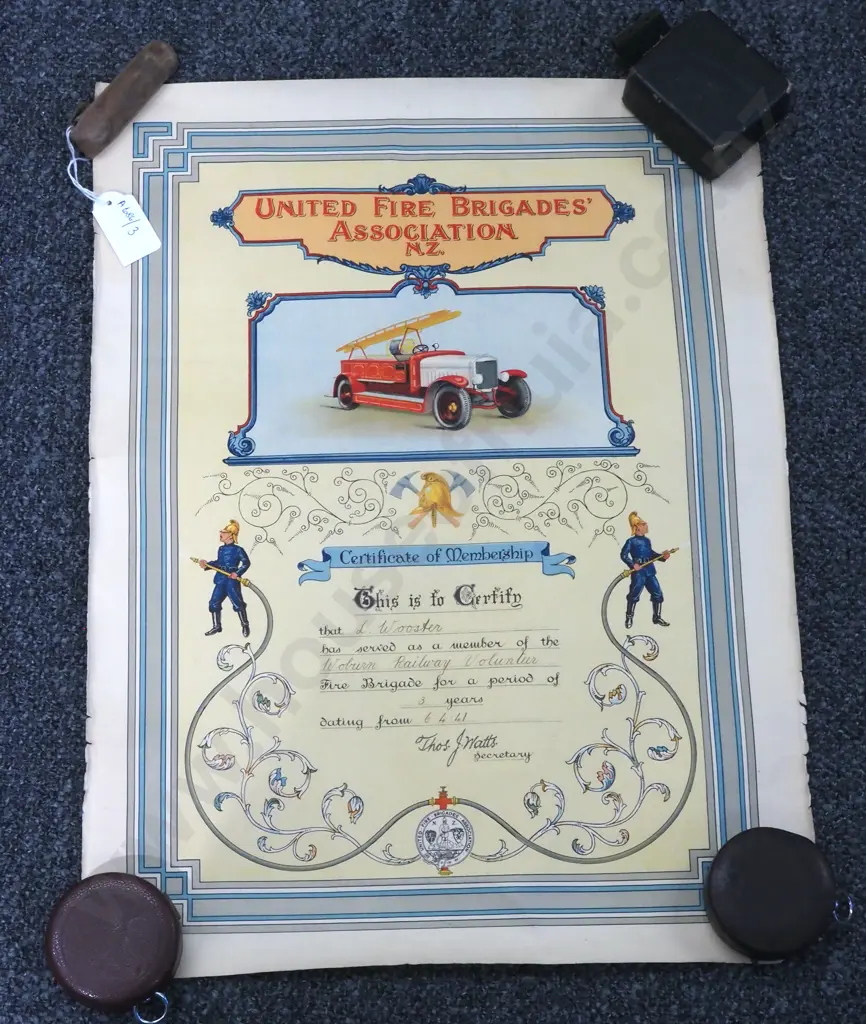 UNITED FIRE BRIGADES'
ASSOCIATION
N.Z.
Certificate of Membership
This is to Certify
that L. Wooster
has served as a member of the
Woburn Railway Volunteer
Fire Brigade for a period of
years
dating from 6.4.41
Thos J Watts
Secretary